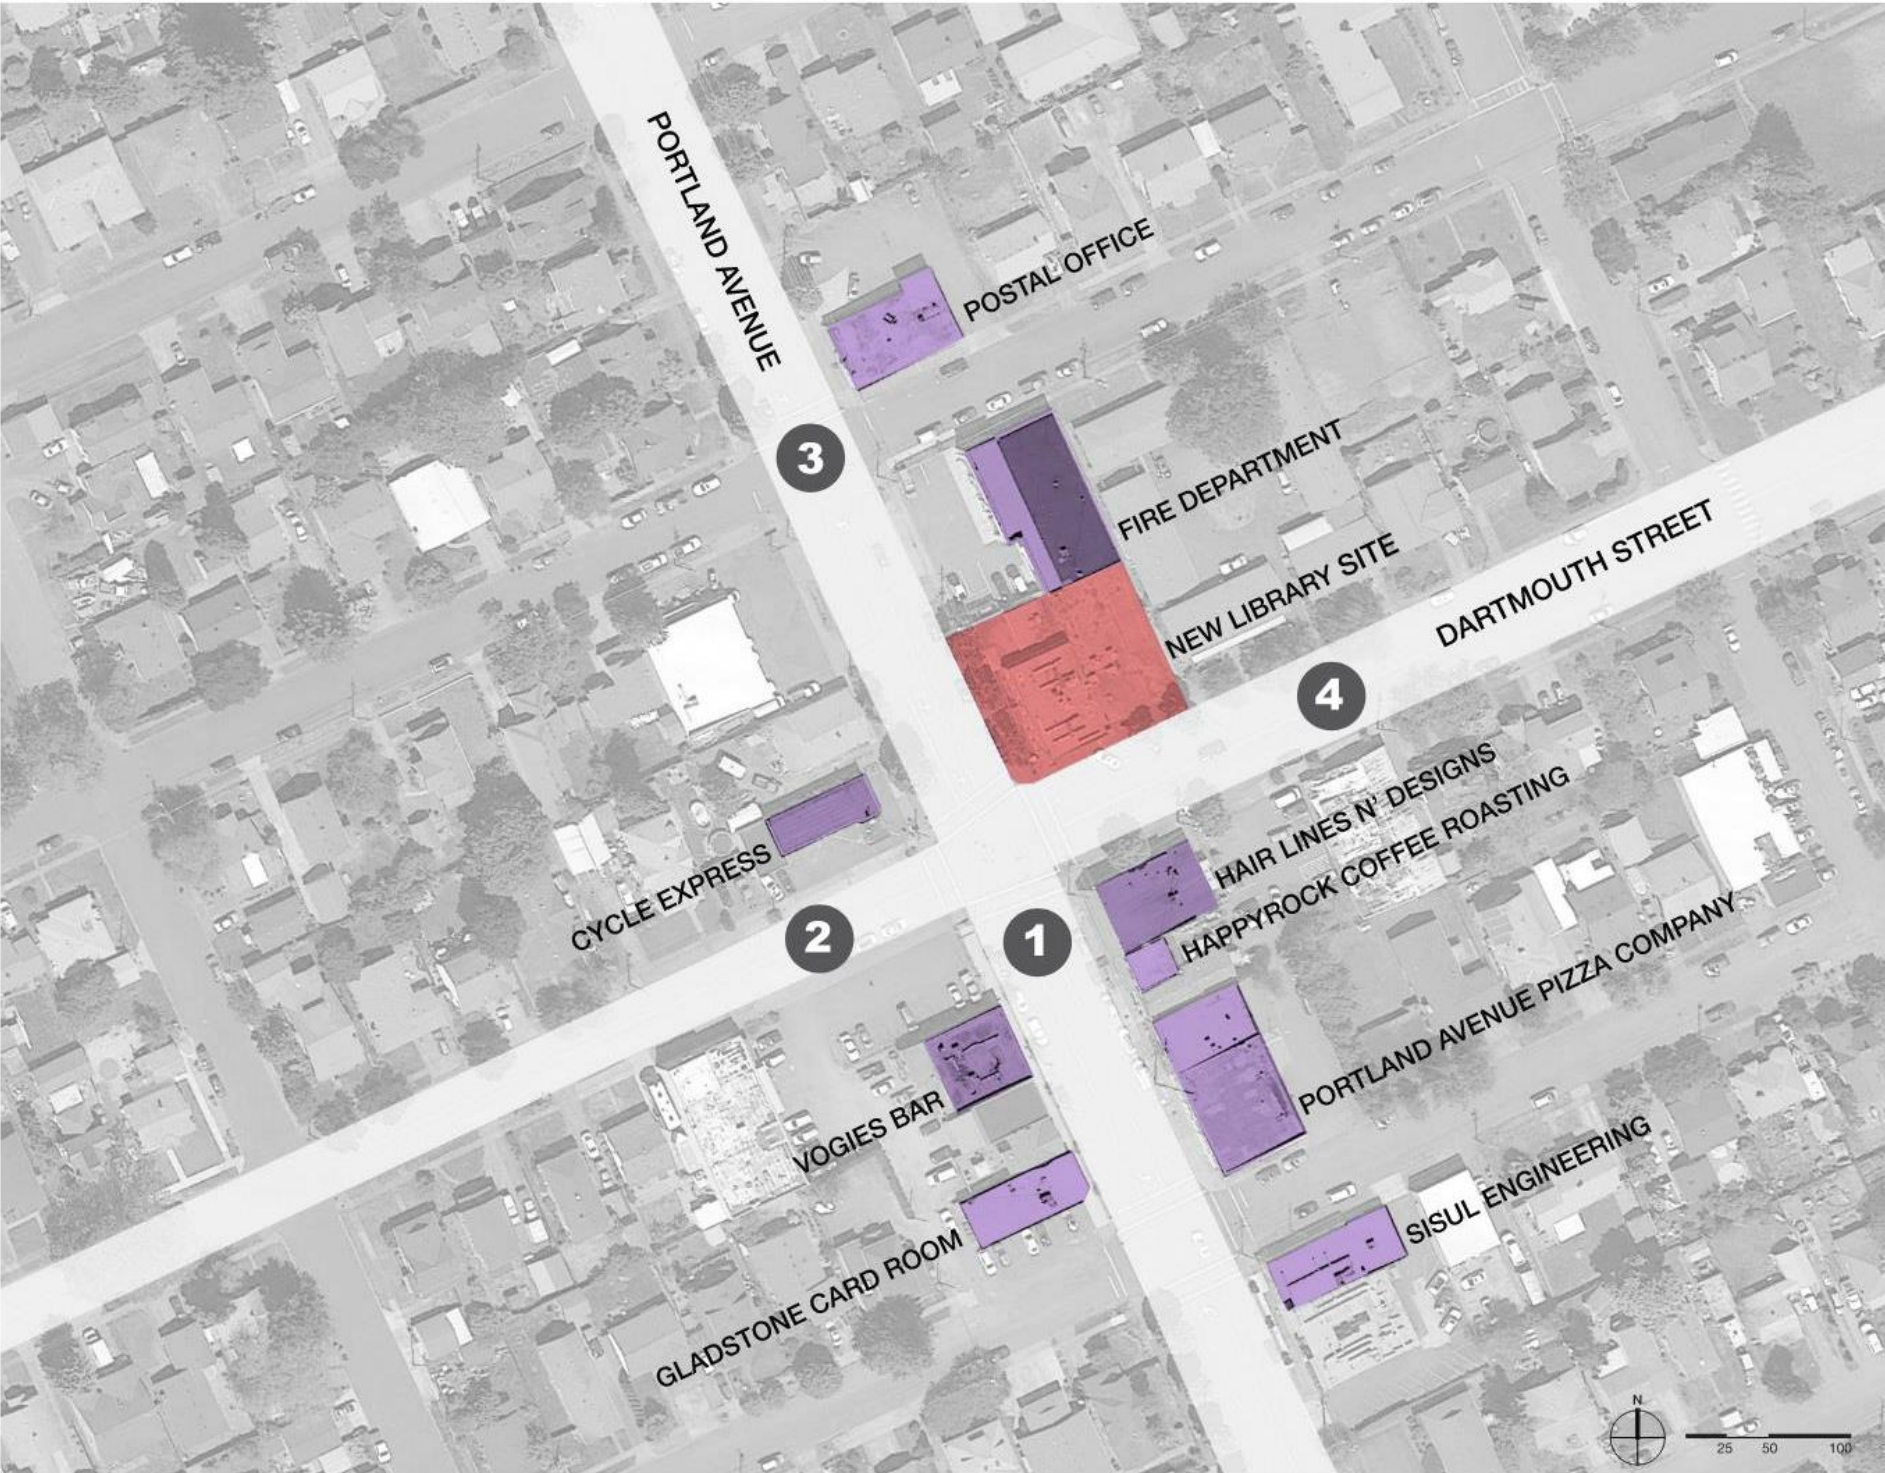 PORTLAND AVENUE
POSTAL OFFICE
3
FIRE DEPARTMENT
NEW LIBRARY SITE
DARTMOUTH STREET
4
HAIR LINES N' DESIGNS
HAPPYROCK COFFEE ROASTING
CYCLE EXPRESS
2
1
PORTLAND AVENUE PIZZA COMPANY
VOGIES BAR
SISUL ENGINEERING
GLADSTONE CARD ROOM
N
25 50 100